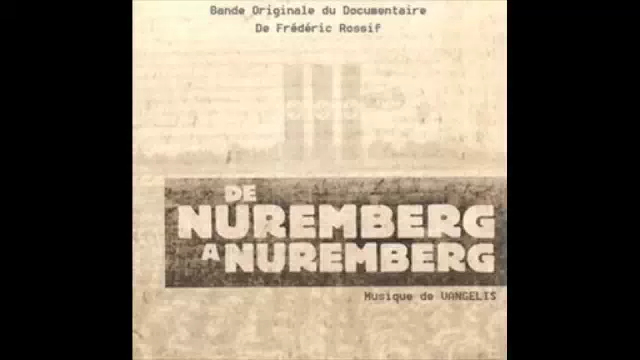 Bande Originale du Documentaire
De Frédéric Rossif
DE
NUREMBERG
A NUREMBERG
Musique de VANGELIS